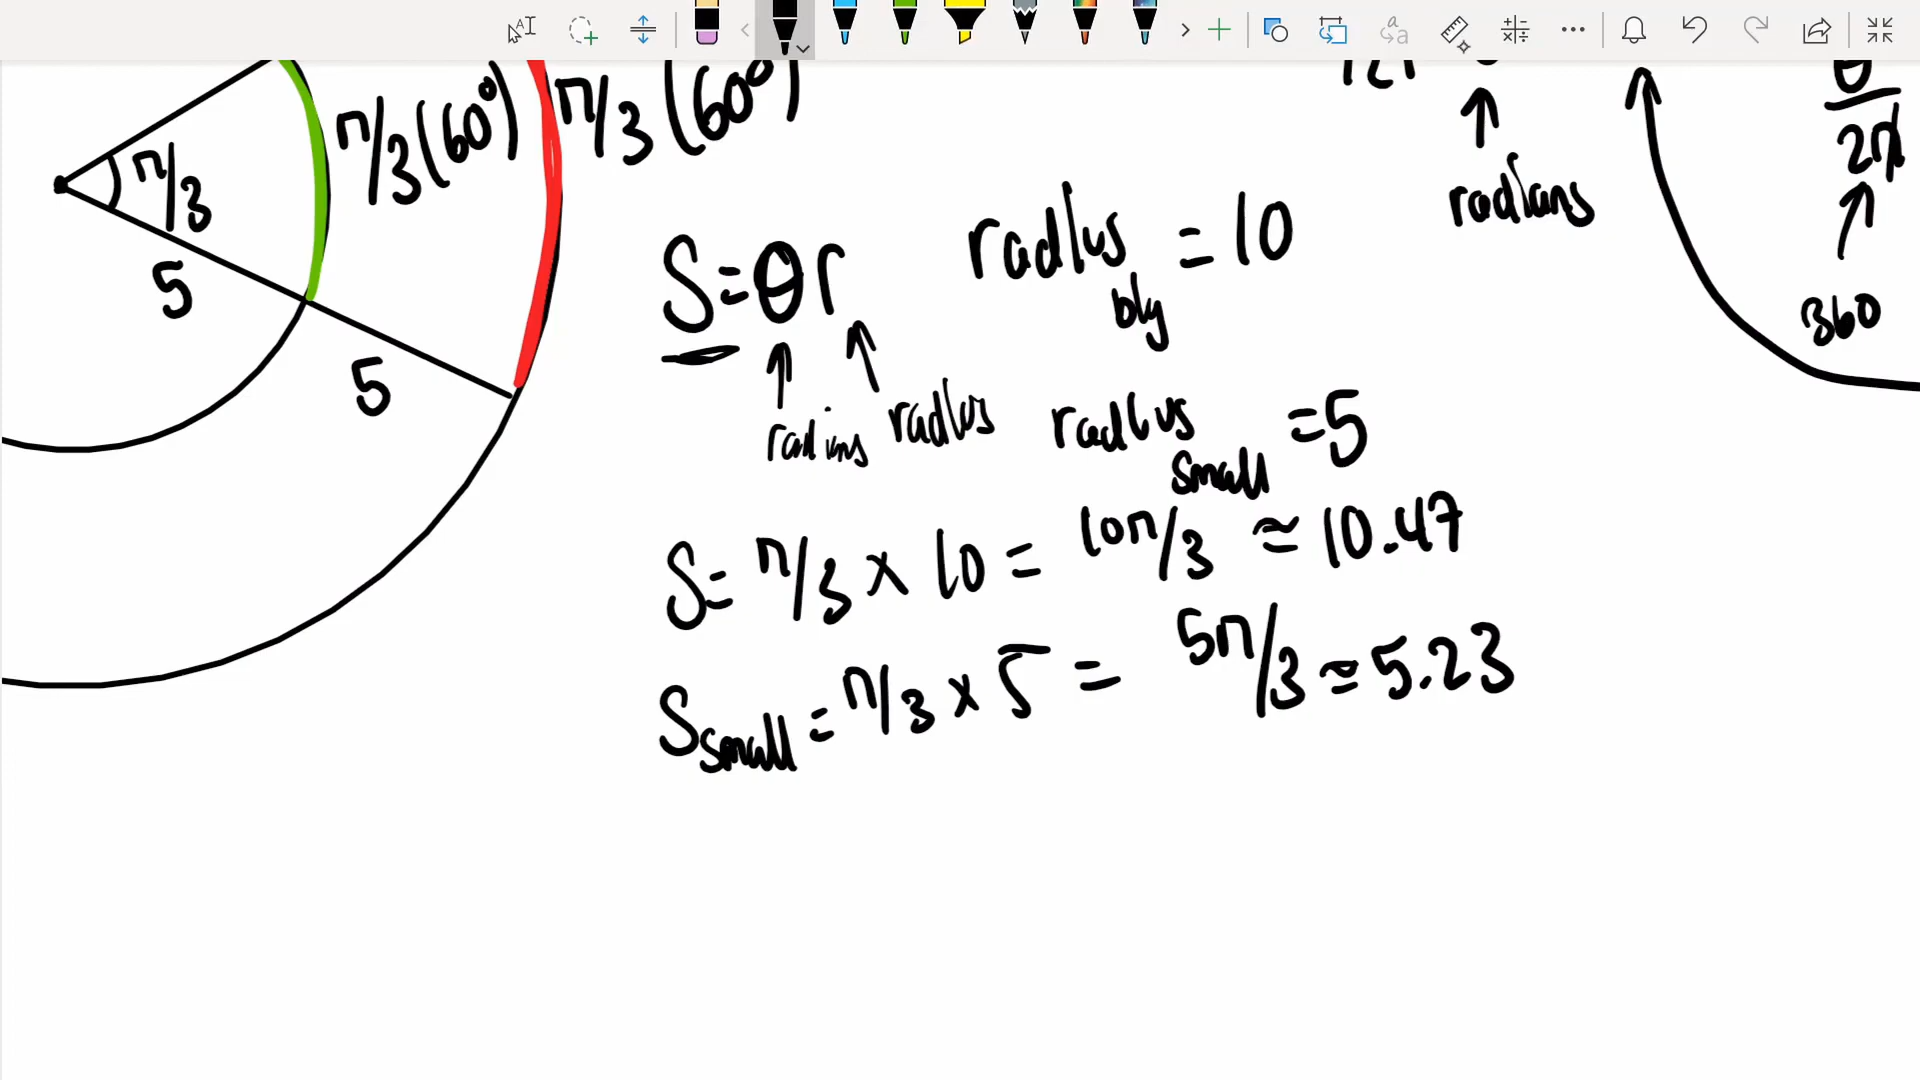 π/3 (60°)
π/3 (60°)
π/3
5
5
S=θr
radians
radius
radius big = 10
radius small = 5
S= π/3 x 10 = 10π/3 ≈ 10.47
S small = π/3 x 5 = 5π/3 ≈ 5.23
radians
θ
2π
360